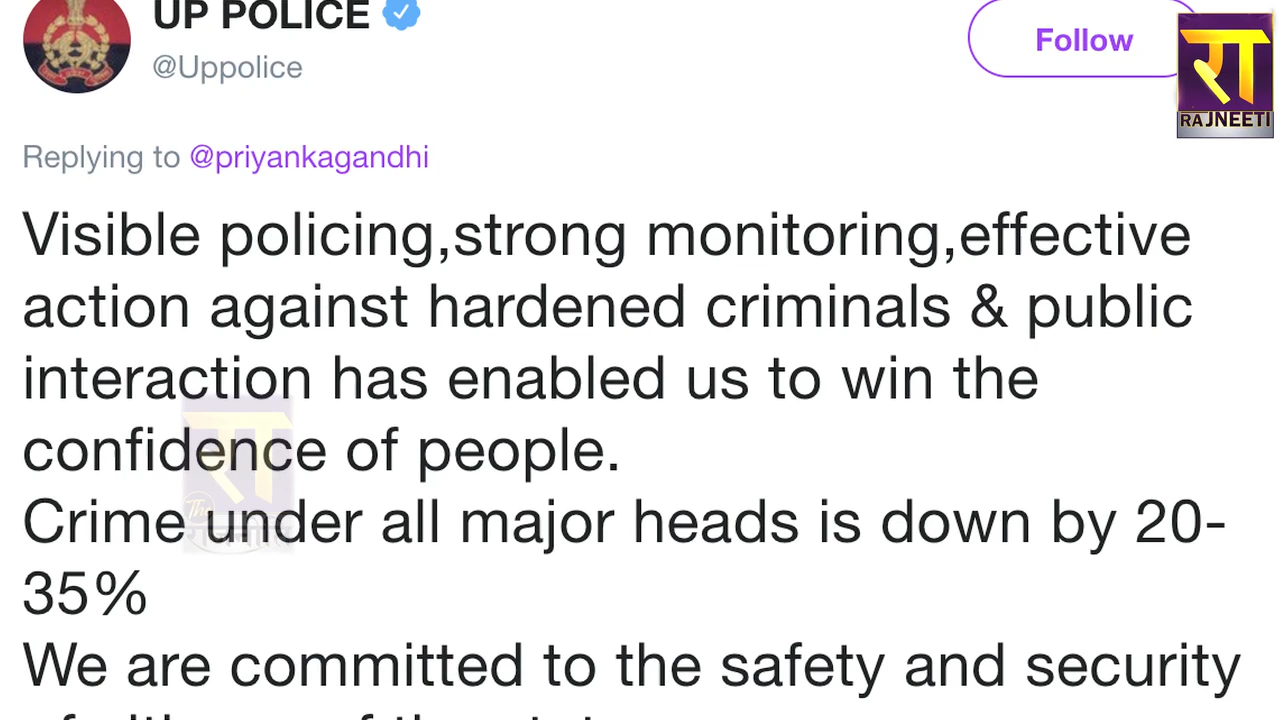 UP POLICE
@Uppolice
Follow
रा
RAJNEETI
Replying to @priyankagandhi
Visible policing,strong monitoring,effective
action against hardened criminals & public
interaction has enabled us to win the
confidence of people.
The
Crime under all major heads is down by 20-
35%
We are committed to the safety and security